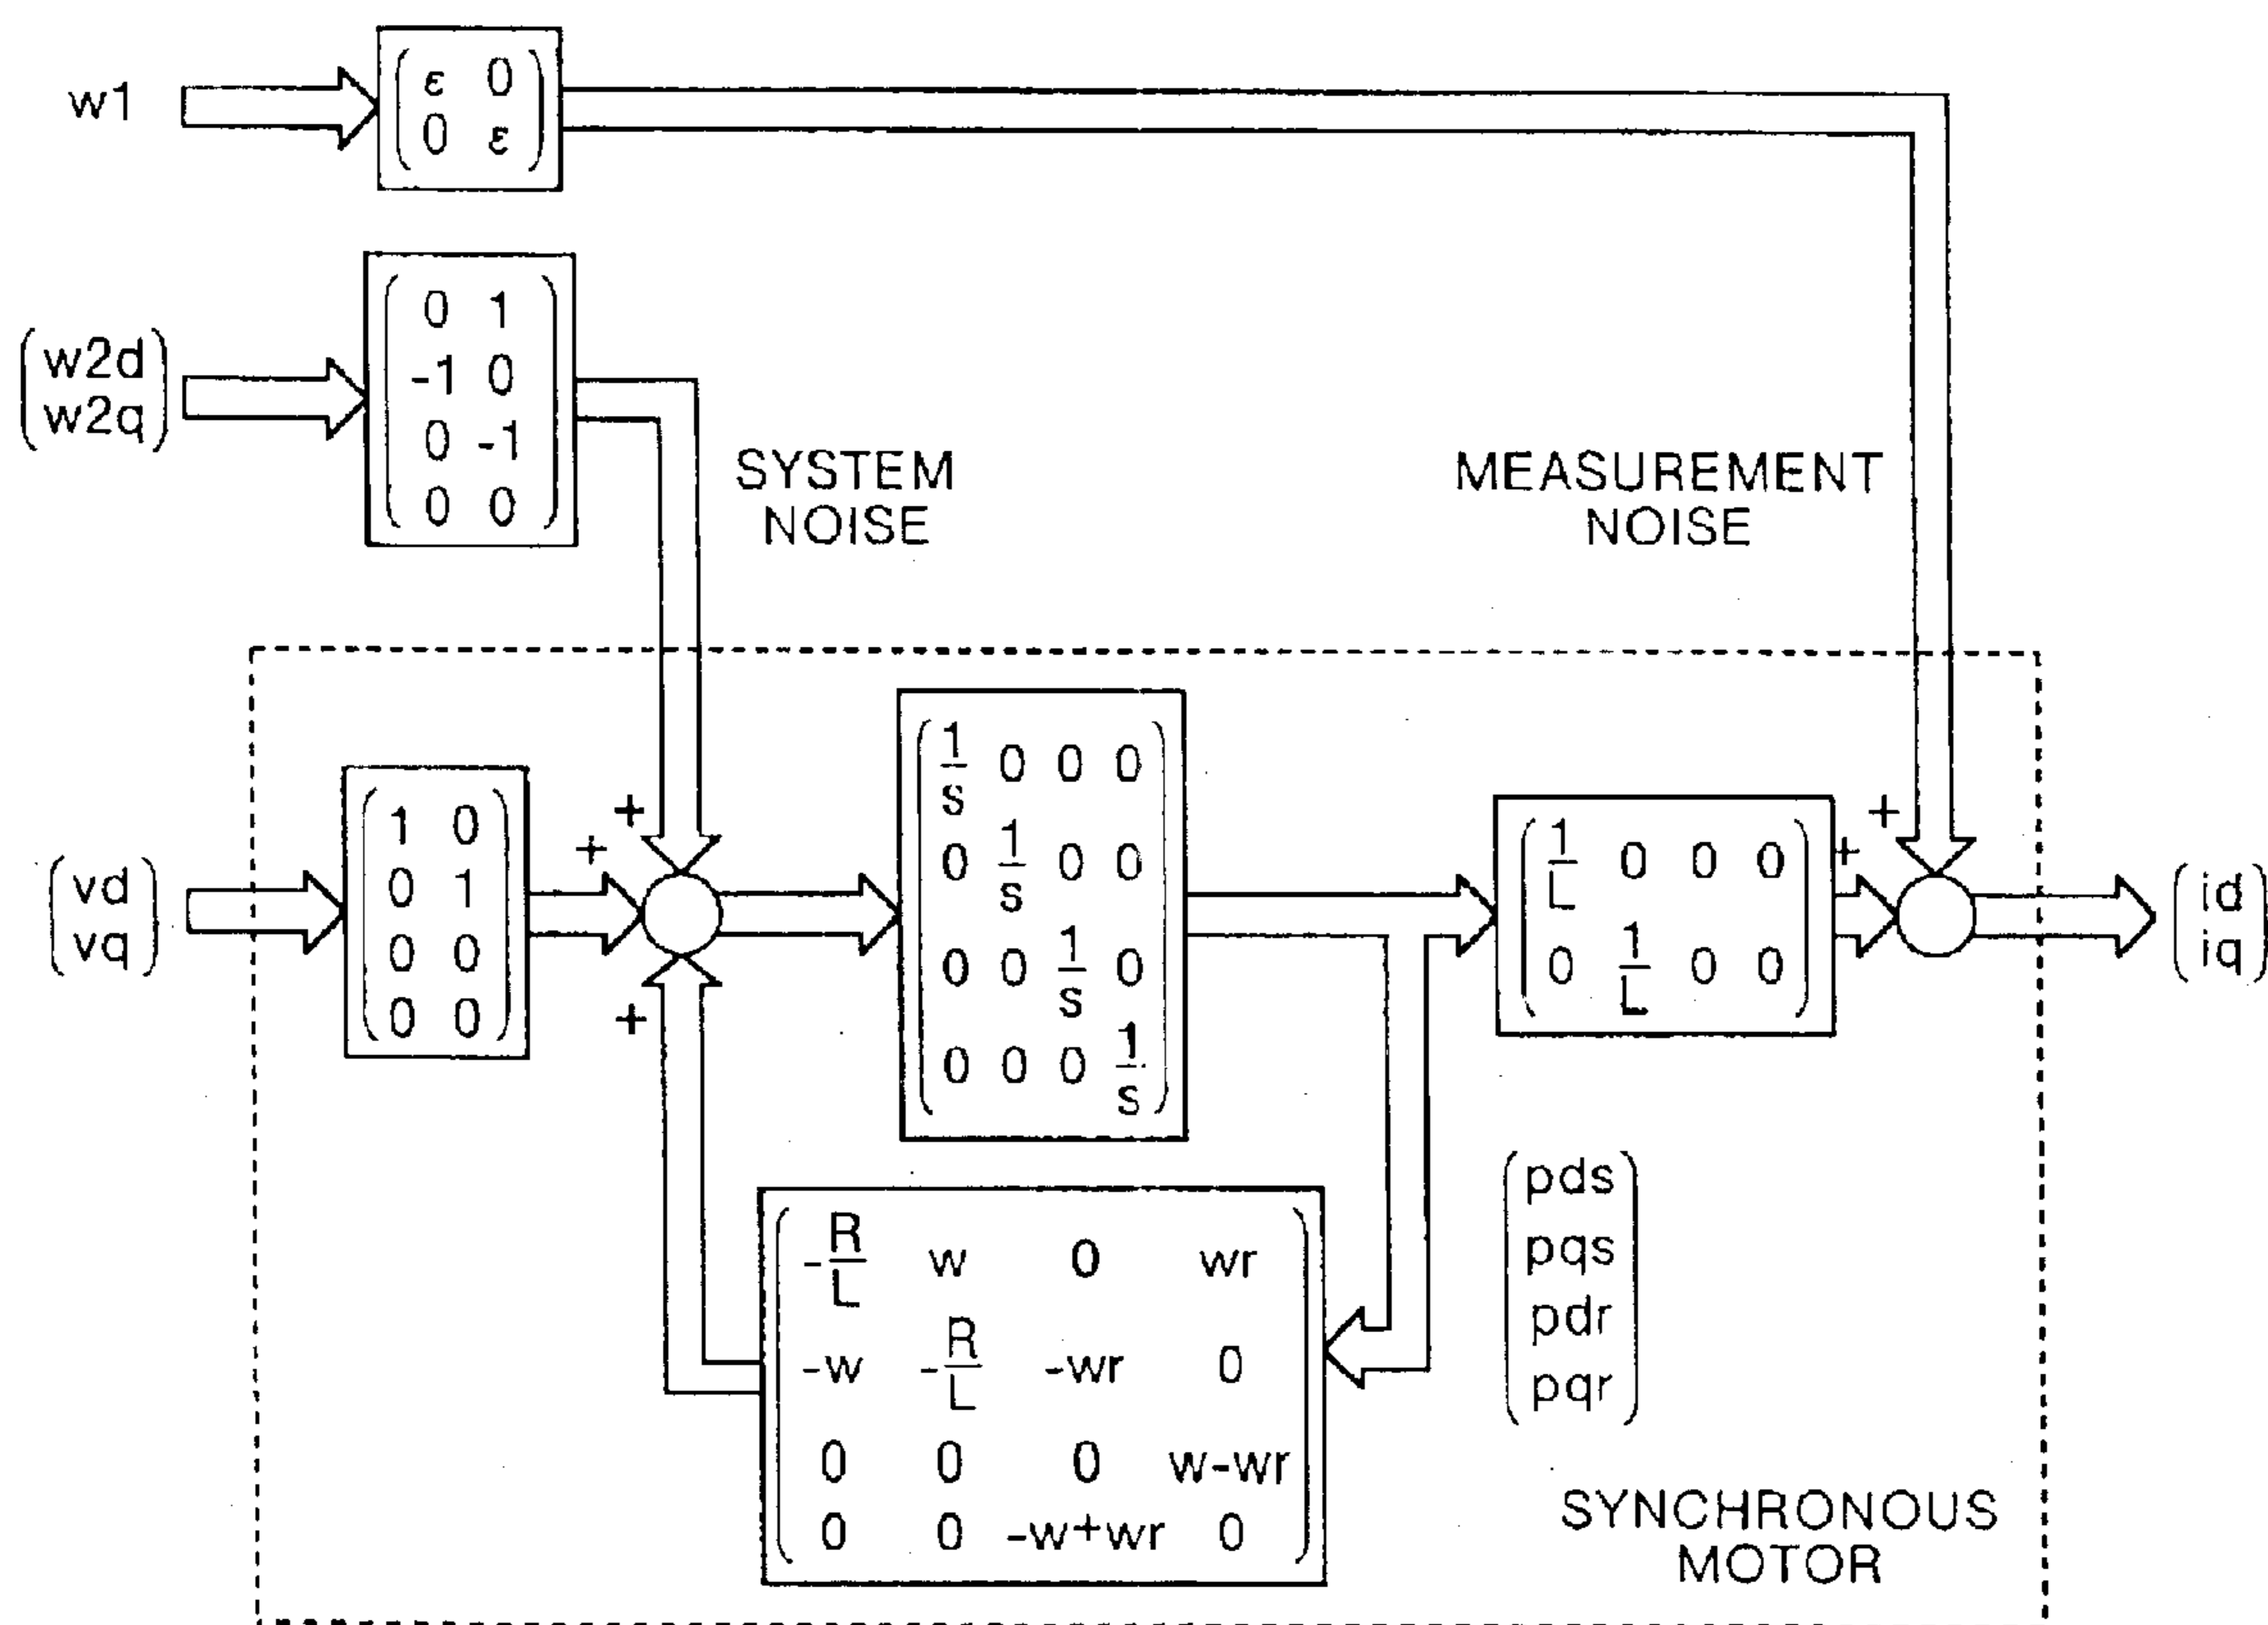 w1
ε 0
0 ε
w2d
w2q
0 1
-1 0
0 -1
0 0
SYSTEM
NOISE
MEASUREMENT
NOISE
vd
vq
1 0
0 1
0 0
0 0
+
+
+
1/s 0 0 0
0 1/s 0 0
0 0 1/s 0
0 0 0 1/s
1/L 0 0 0
0 1/L 0 0
+
+
id
iq
-R/L w 0 wr
-w -R/L -wr 0
0 0 0 w-wr
0 0 -w+wr 0
pds
pqs
pdr
pqr
SYNCHRONOUS
MOTOR